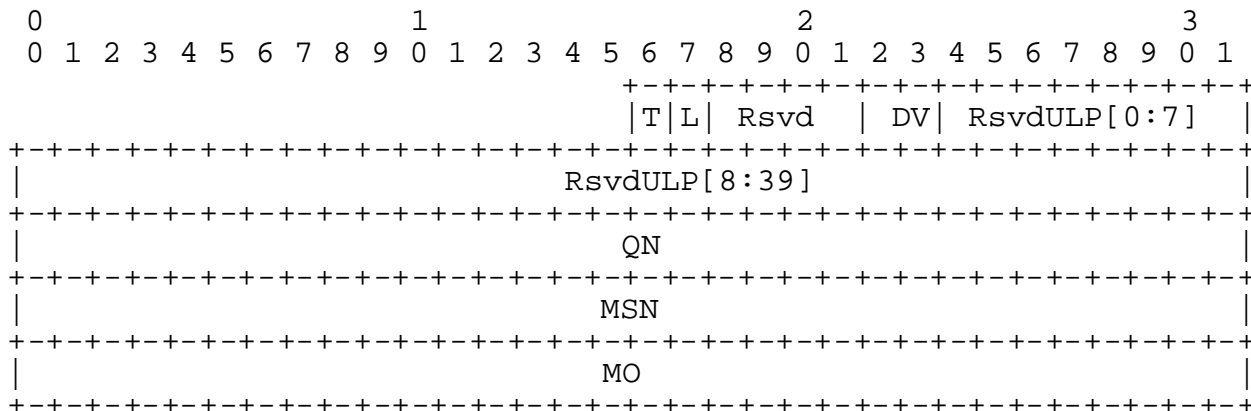 0                   1                   2                   3
 0 1 2 3 4 5 6 7 8 9 0 1 2 3 4 5 6 7 8 9 0 1 2 3 4 5 6 7 8 9 0 1
                                +-+-+-+-+-+-+-+-+-+-+-+-+-+-+-+-+
                                |T|L| Rsvd  | DV| RsvdULP[0:7]  |
+-+-+-+-+-+-+-+-+-+-+-+-+-+-+-+-+-+-+-+-+-+-+-+-+-+-+-+-+-+-+-+-+
|                            RsvdULP[8:39]                      |
+-+-+-+-+-+-+-+-+-+-+-+-+-+-+-+-+-+-+-+-+-+-+-+-+-+-+-+-+-+-+-+-+
|                               QN                              |
+-+-+-+-+-+-+-+-+-+-+-+-+-+-+-+-+-+-+-+-+-+-+-+-+-+-+-+-+-+-+-+-+
|                              MSN                              |
+-+-+-+-+-+-+-+-+-+-+-+-+-+-+-+-+-+-+-+-+-+-+-+-+-+-+-+-+-+-+-+-+
|                              MO                               |
+-+-+-+-+-+-+-+-+-+-+-+-+-+-+-+-+-+-+-+-+-+-+-+-+-+-+-+-+-+-+-+-+